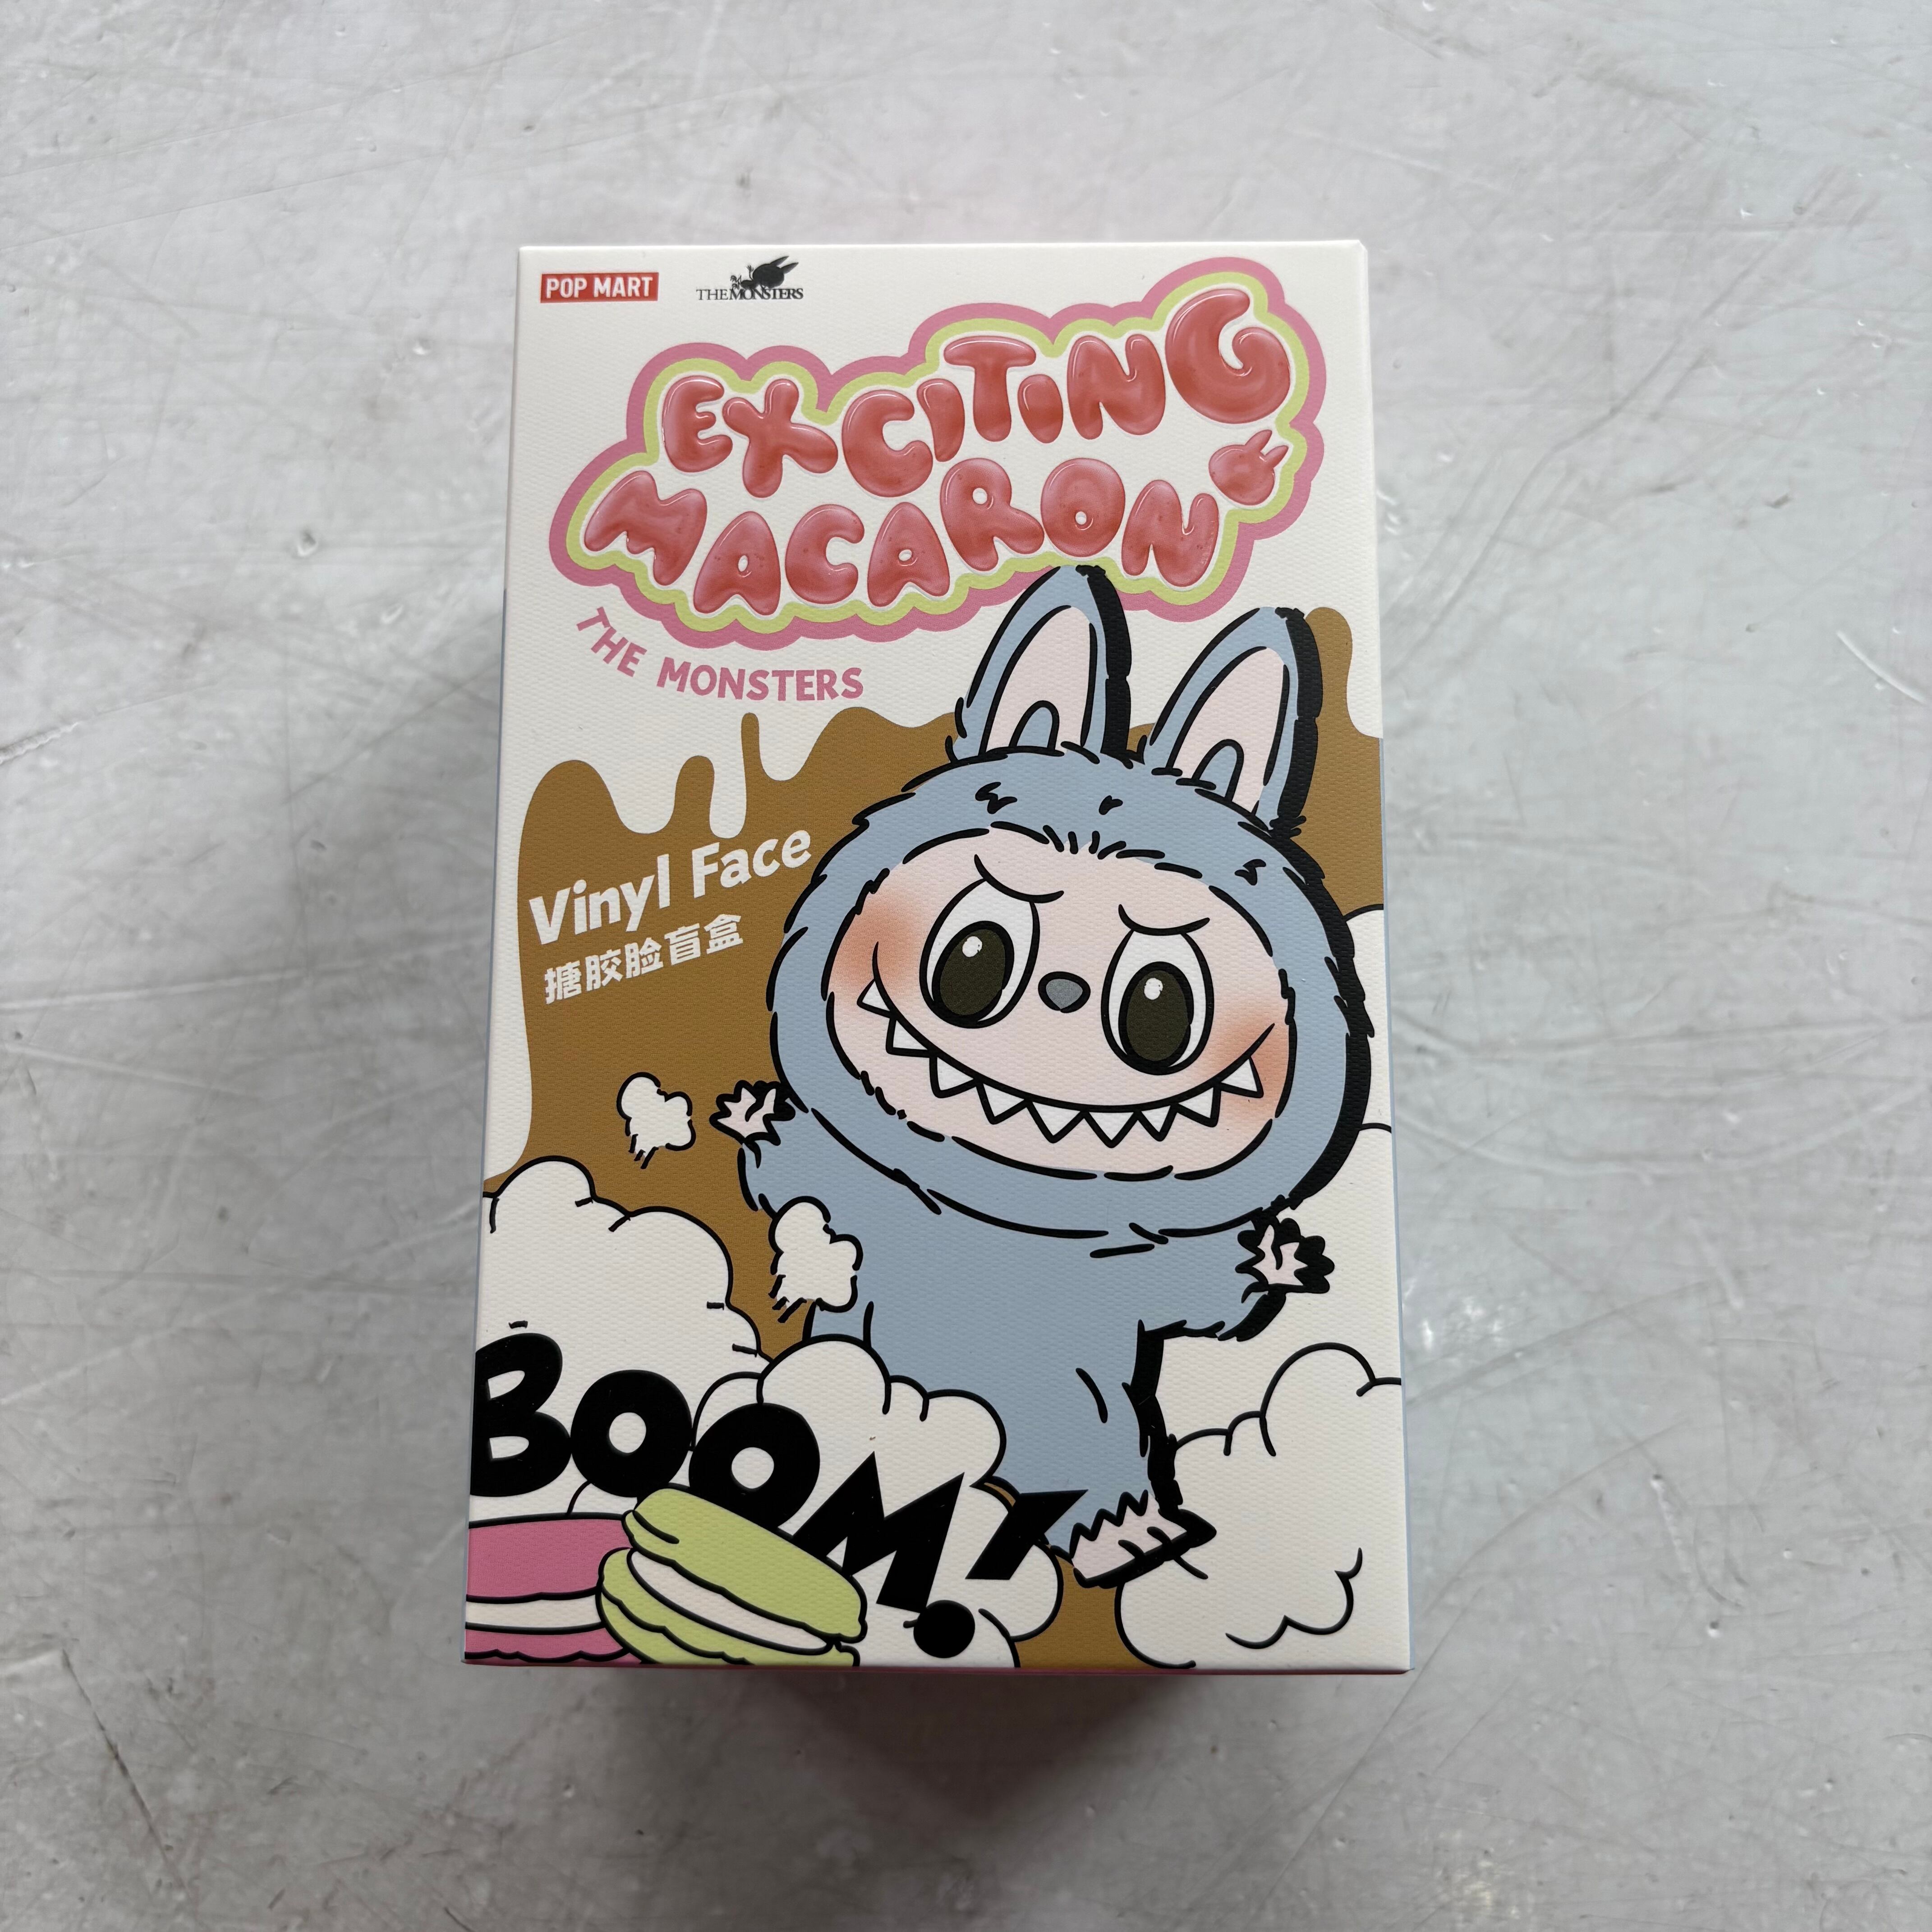 POP MART
THE MONSTERS
EXCITING
MACARON
THE MONSTERS
Vinyl Face
搪胶脸盲盒
BOOM!